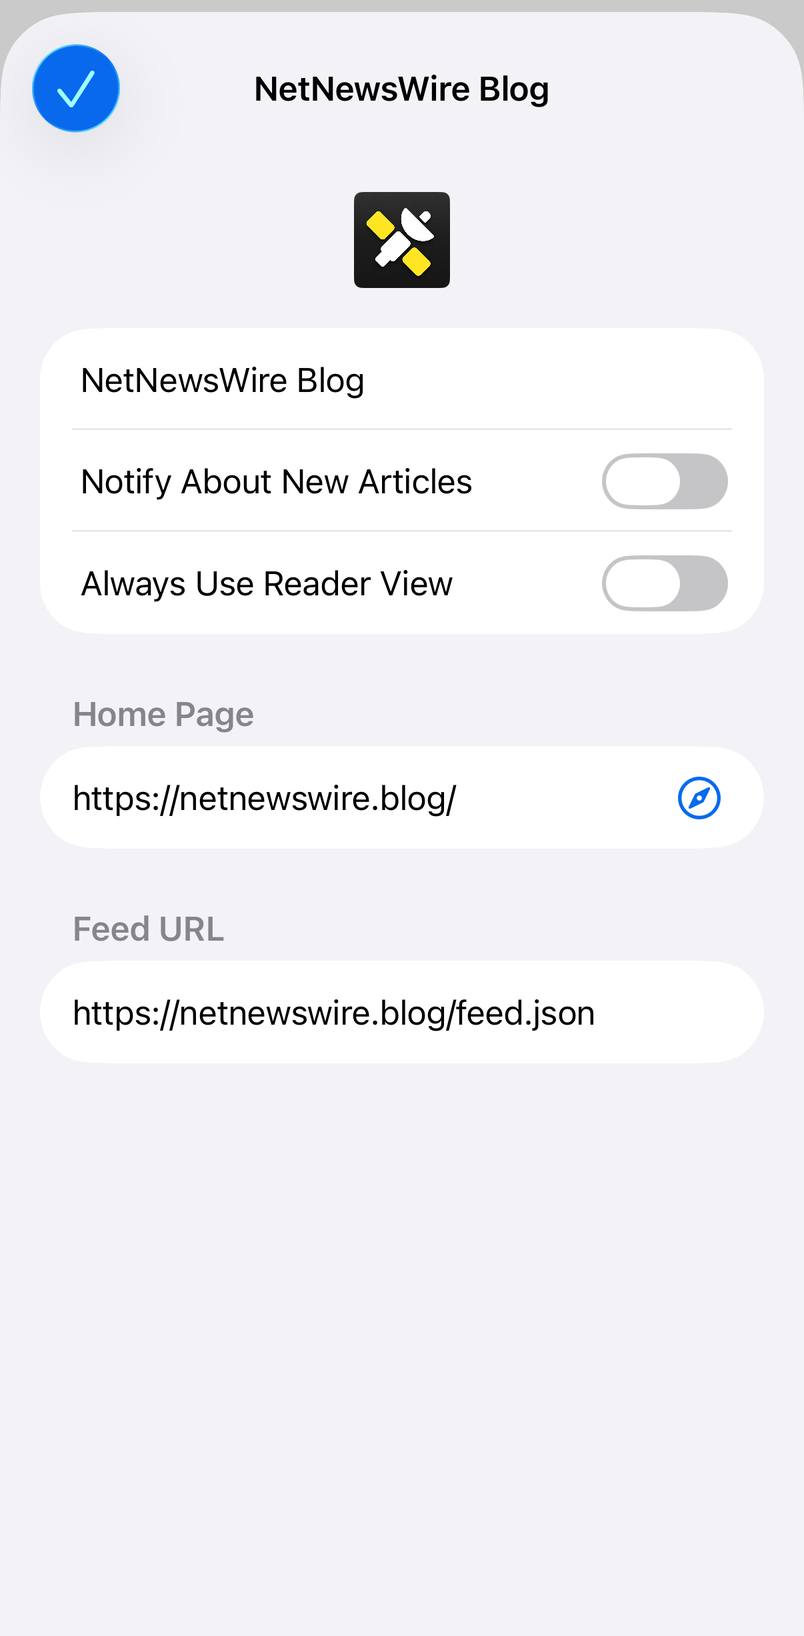 NetNewsWire Blog
NetNewsWire Blog
Notify About New Articles
Always Use Reader View
Home Page
https://netnewswire.blog/
Feed URL
https://netnewswire.blog/feed.json